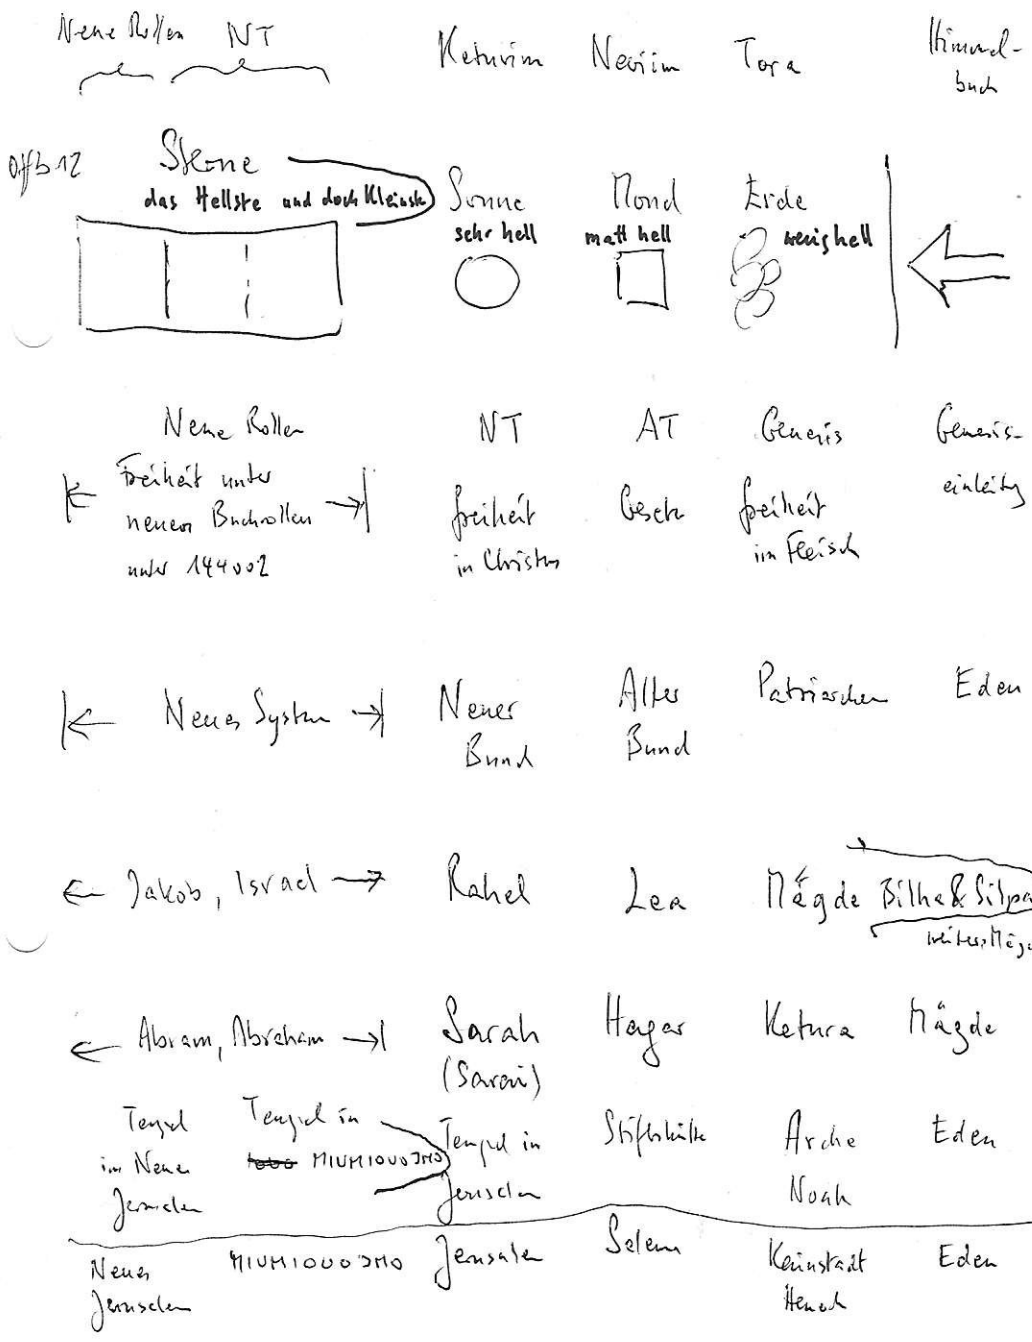 Neue Rollen NT Ketuvim Neviim Tora Himmel-
buch
Offb 12 Sterne
das Hellste und doch Kleinste Sonne Mond Erde
sehr hell matt hell wenig hell
Neue Rollen NT AT Genesis Genesis-
Freiheit unter einleitg
neuen Buchrollen freiheit Gesetz freiheit
unter 144002 in Christus im Fleisch
Neues System Neuer Alter Patriarchen Eden
Bund Bund
Jakob, Israel Rahel Lea Mägde Bilha & Silpa
Abram, Abraham Sarah Hagar Ketura Mägde
(Sarai)
Tempel Tempel in Tempel in Stiftshütte Arche Eden
im Neuen MIUMIOUOJMO Jerusalem Noah
Jerusalem
Neues MIUMIOUOJMO Jerusalem Salem Kainstadt Eden
Jerusalem Henoch